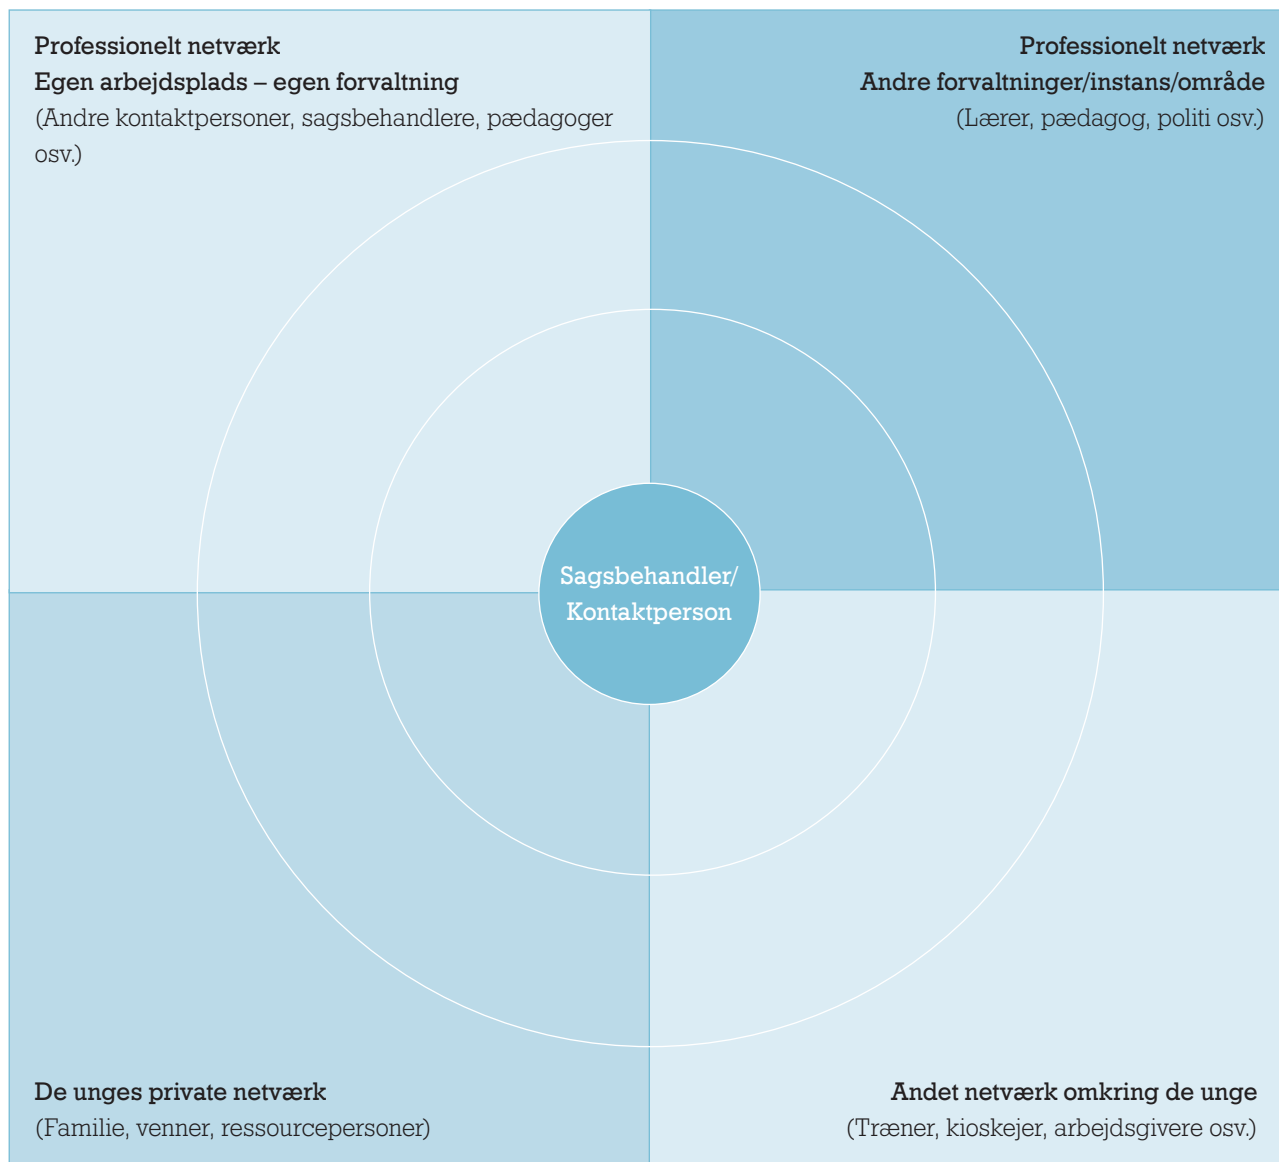 Professionelt netværk
Egen arbejdsplads – egen forvaltning
(Andre kontaktpersoner, sagsbehandlere, pædagoger
osv.)
Professionelt netværk
Andre forvaltninger/instans/område
(Lærer, pædagog, politi osv.)
Sagsbehandler/
Kontaktperson
De unges private netværk
(Familie, venner, ressourcepersoner)
Andet netværk omkring de unge
(Træner, kioskejer, arbejdsgivere osv.)